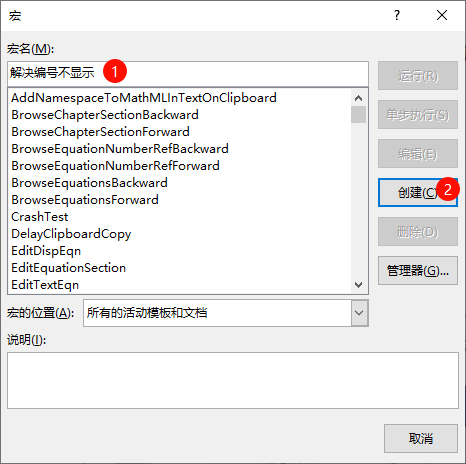 宏
?
宏名(M):
解决编号不显示
1
运行(R)
AddNamespaceToMathMLInTextOnClipboard
BrowseChapterSectionBackward
单步执行(S)
BrowseChapterSectionForward
BrowseEquationNumberRefBackward
编辑(E)
BrowseEquationNumberRefForward
BrowseEquationsBackward
创建(C)
2
BrowseEquationsForward
CrashTest
DelayClipboardCopy
删除(D)
EditDispEqn
EditEquationSection
管理器(G)...
EditTextEqn
宏的位置(A):
所有的活动模板和文档
说明(I):
取消